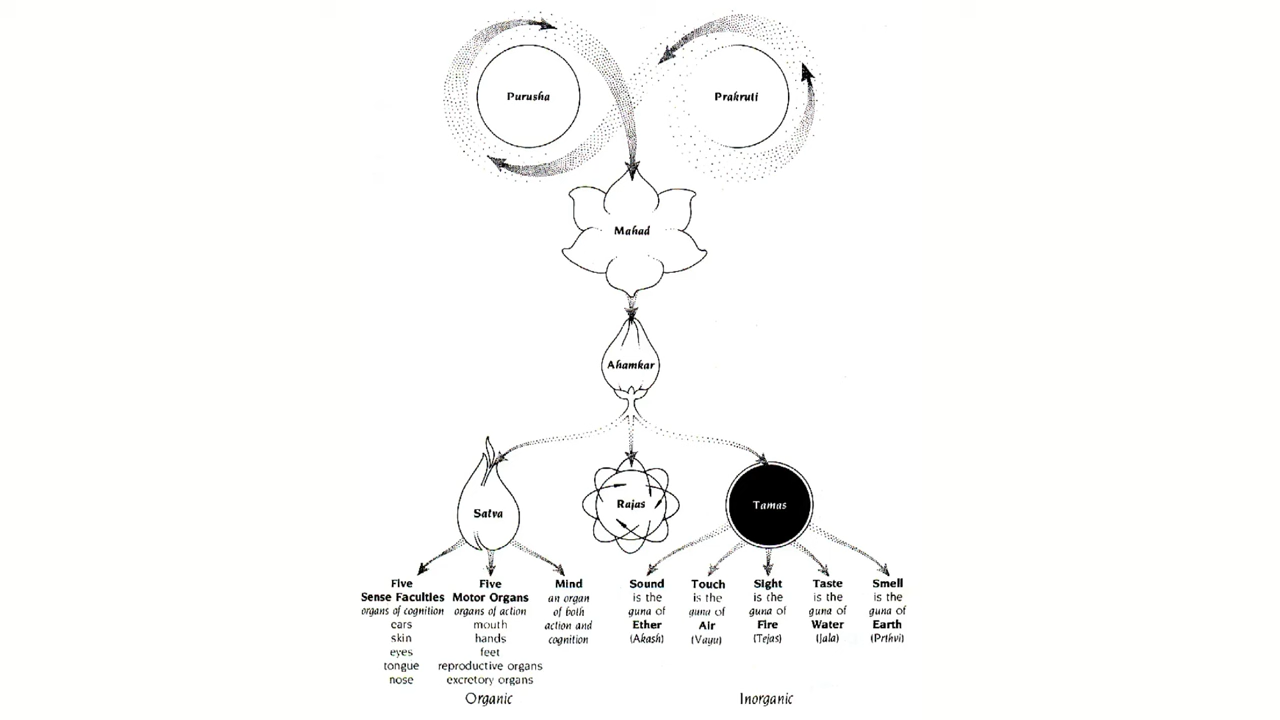 Purusha
Prakruti
Mahad
Ahamkar
Satva
Rajas
Tamas
Five
Sense Faculties
organs of cognition
ears
skin
eyes
tongue
nose
Five
Motor Organs
organs of action
mouth
hands
feet
reproductive organs
excretory organs
Mind
an organ
of both
action and
cognition
Sound
is the
guna of
Ether
(Akash)
Touch
is the
guna of
Air
(Vayu)
Sight
is the
guna of
Fire
(Tejas)
Taste
is the
guna of
Water
(Jala)
Smell
is the
guna of
Earth
(Prthvi)
Organic
Inorganic